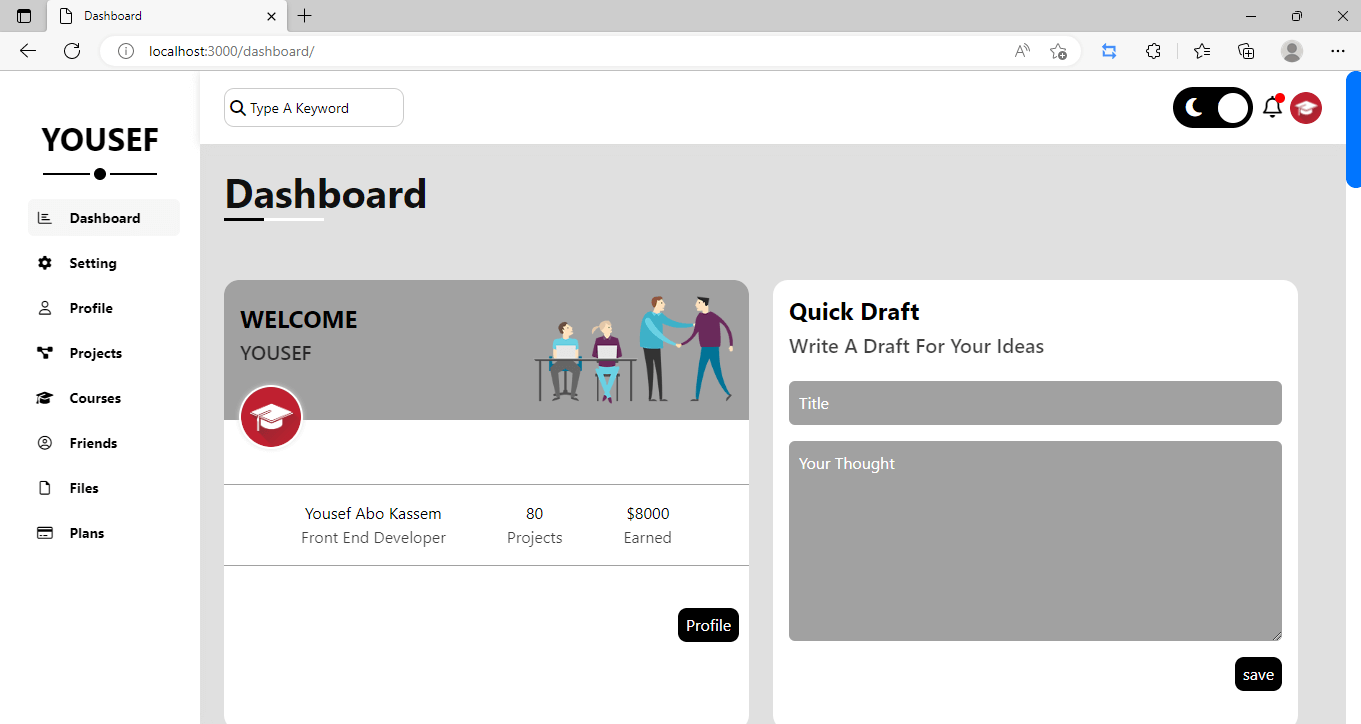 Dashboard
localhost:3000/dashboard/
YOUSEF
Type A Keyword
Dashboard
Setting
Profile
Projects
Courses
Friends
Files
Plans
Dashboard
WELCOME
YOUSEF
Yousef Abo Kassem
Front End Developer
80
Projects
$8000
Earned
Profile
Quick Draft
Write A Draft For Your Ideas
Title
Your Thought
save